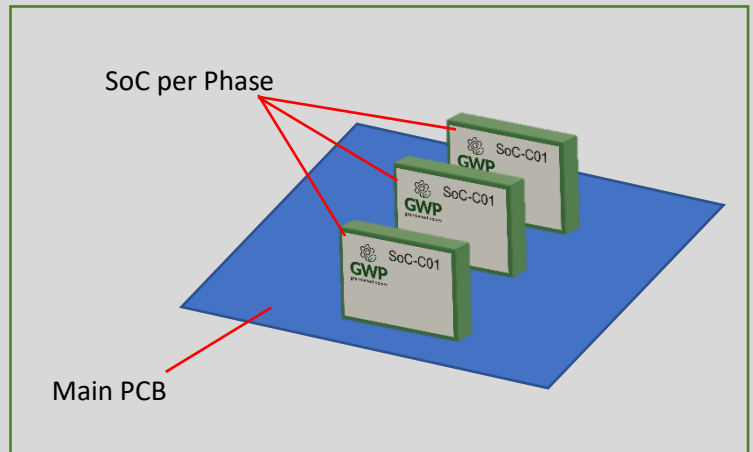 SoC per Phase
SoC-C01
GWP
SoC-C01
GWP
SoC-C01
GWP
Main PCB